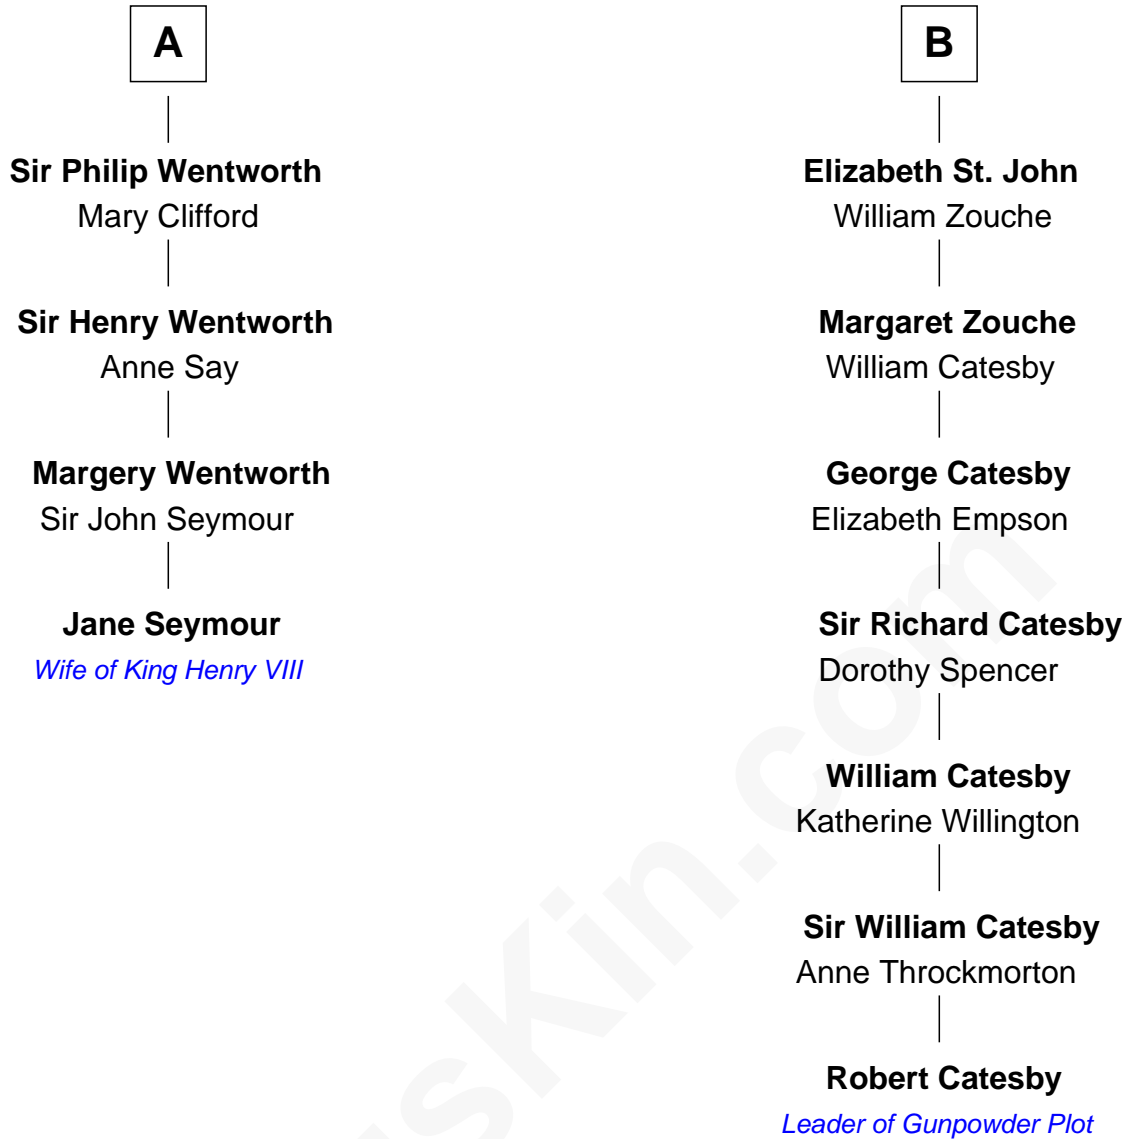 A
Sir Philip Wentworth
Mary Clifford
Sir Henry Wentworth
Anne Say
Margery Wentworth
Sir John Seymour
Jane Seymour
Wife of King Henry VIII
B
Elizabeth St. John
William Zouche
Margaret Zouche
William Catesby
George Catesby
Elizabeth Empson
Sir Richard Catesby
Dorothy Spencer
William Catesby
Katherine Willington
Sir William Catesby
Anne Throckmorton
Robert Catesby
Leader of Gunpowder Plot
sKin.com